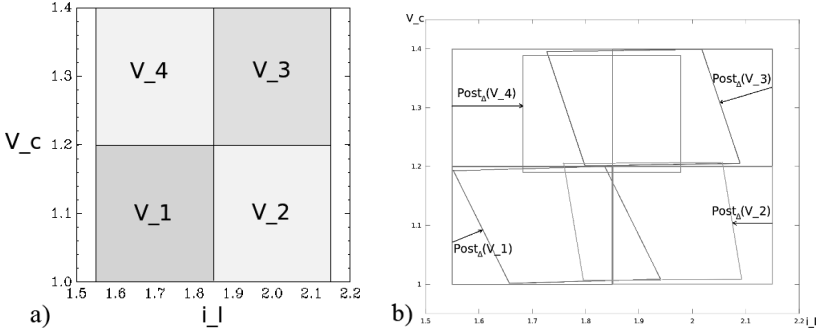 1.4
1.3
1.2
1.1
1.0
V_c
V_4
V_3
V_1
V_2
1.5 1.6 1.7 1.8 1.9 2.0 2.1 2.2
i_l
a)
V_c
1.4
1.3
1.2
1.1
1
Post_Δ(V_4)
Post_Δ(V_3)
Post_Δ(V_1)
Post_Δ(V_2)
1.5 1.6 1.7 1.8 1.9 2 2.1 2.2
i_l
b)